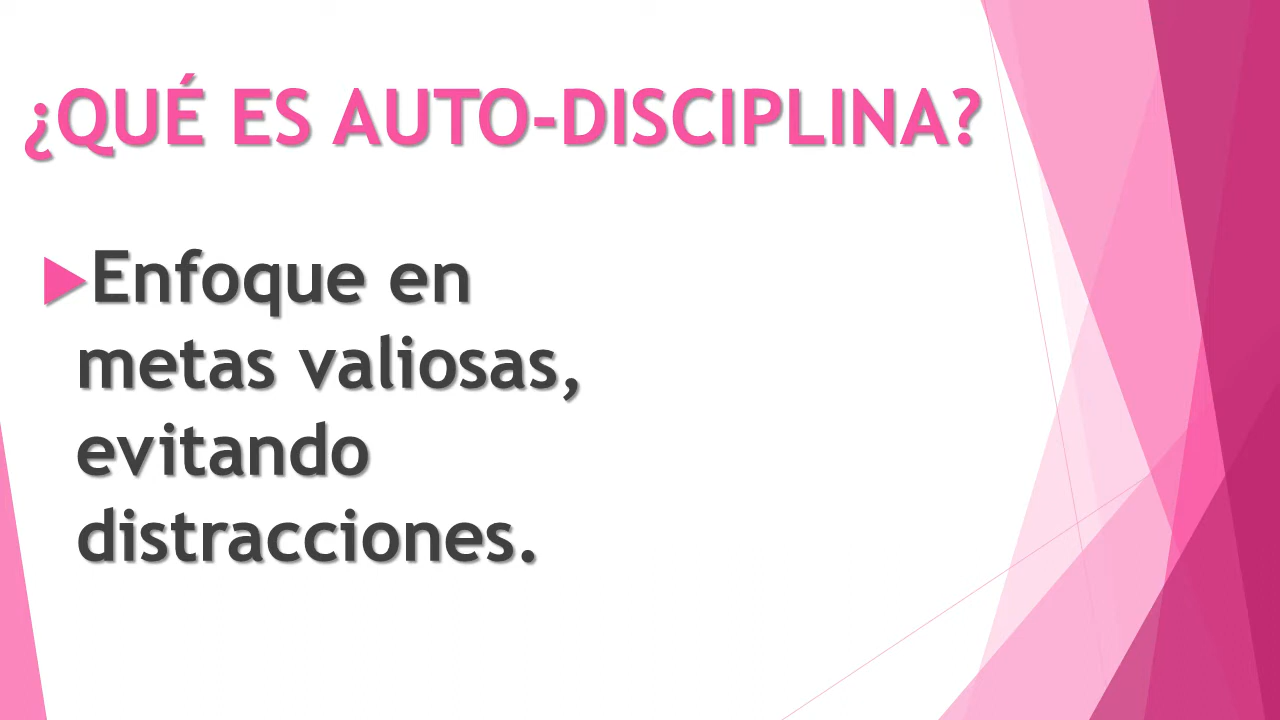 ¿QUÉ ES AUTO-DISCIPLINA?
Enfoque en
metas valiosas,
evitando
distracciones.